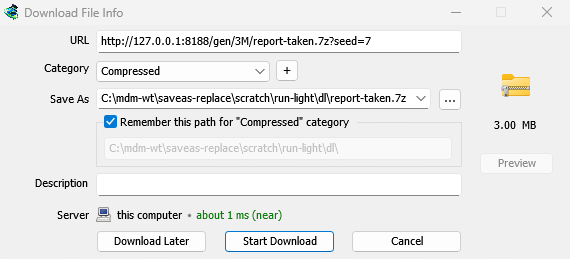 Download File Info
URL http://127.0.0.1:8188/gen/3M/report-taken.7z?seed=7
Category Compressed +
Save As C:\mdm-wt\saveas-replace\scratch\run-light\dl\report-taken.7z ...
Remember this path for "Compressed" category
3.00 MB
C:\mdm-wt\saveas-replace\scratch\run-light\dl\
Preview
Description
Server this computer • about 1 ms (near)
Download Later Start Download Cancel